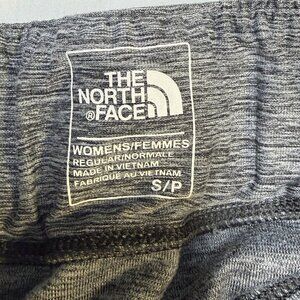 THE
NORTH
®FACE
WOMENS/FEMMES
REGULAR/NORMALE
MADE IN VIETNAM
FABRIQUÉ AU VIETNAM
S/P